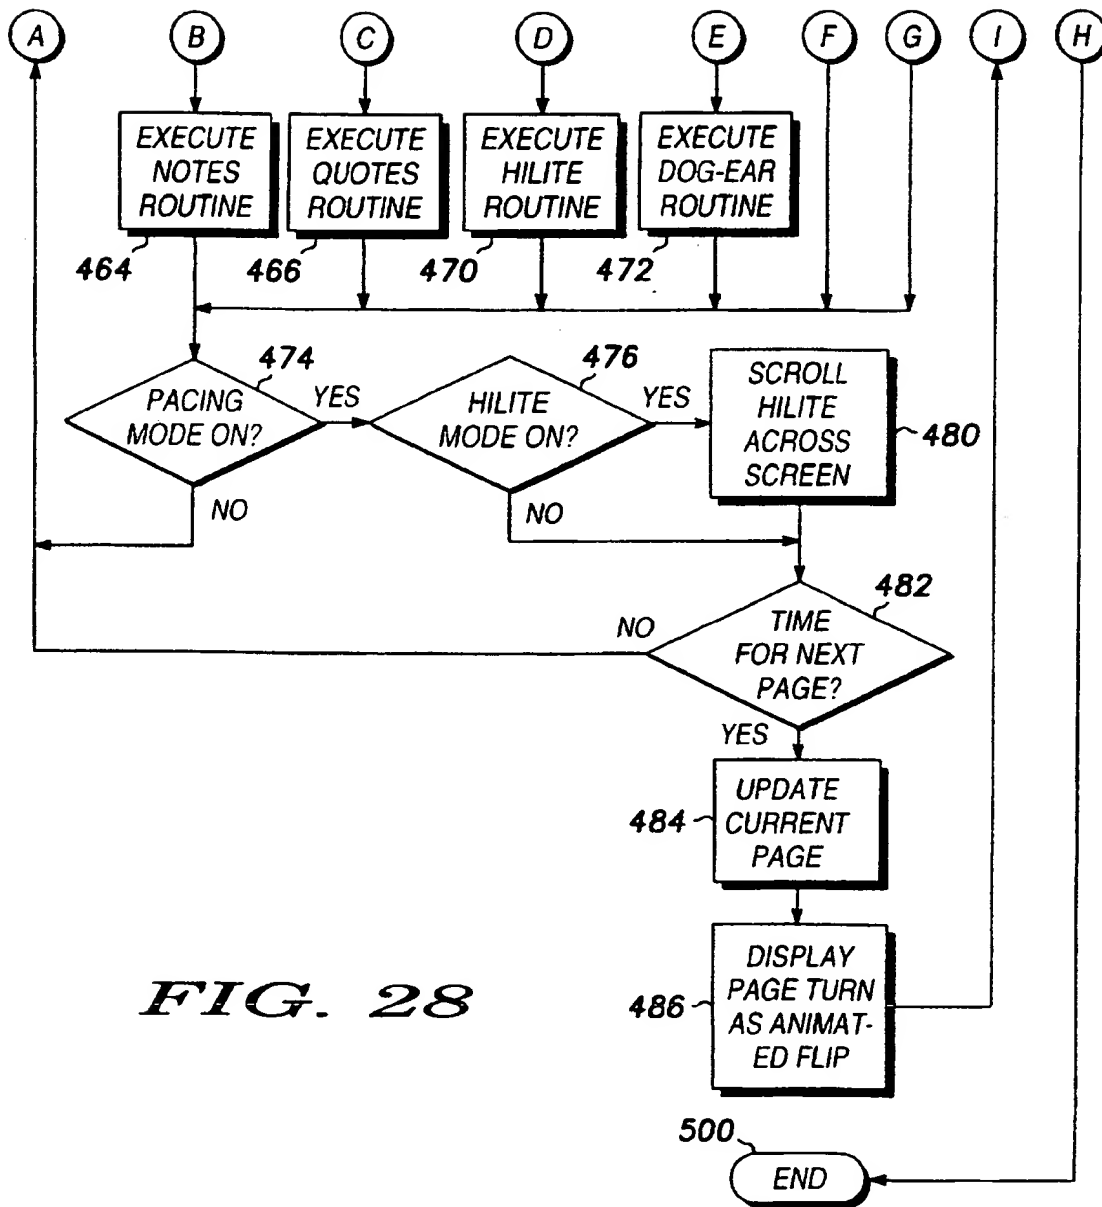 A B C D E F G I H
EXECUTE
NOTES
ROUTINE
464
EXECUTE
QUOTES
ROUTINE
466
EXECUTE
HILITE
ROUTINE
470
EXECUTE
DOG-EAR
ROUTINE
472
PACING
MODE ON?
474
YES
NO
HILITE
MODE ON?
476
YES
NO
SCROLL
HILITE
ACROSS
SCREEN
480
TIME
FOR NEXT
PAGE?
482
NO
YES
UPDATE
CURRENT
PAGE
484
DISPLAY
PAGE TURN
AS ANIMAT-
ED FLIP
486
FIG. 28
500
END